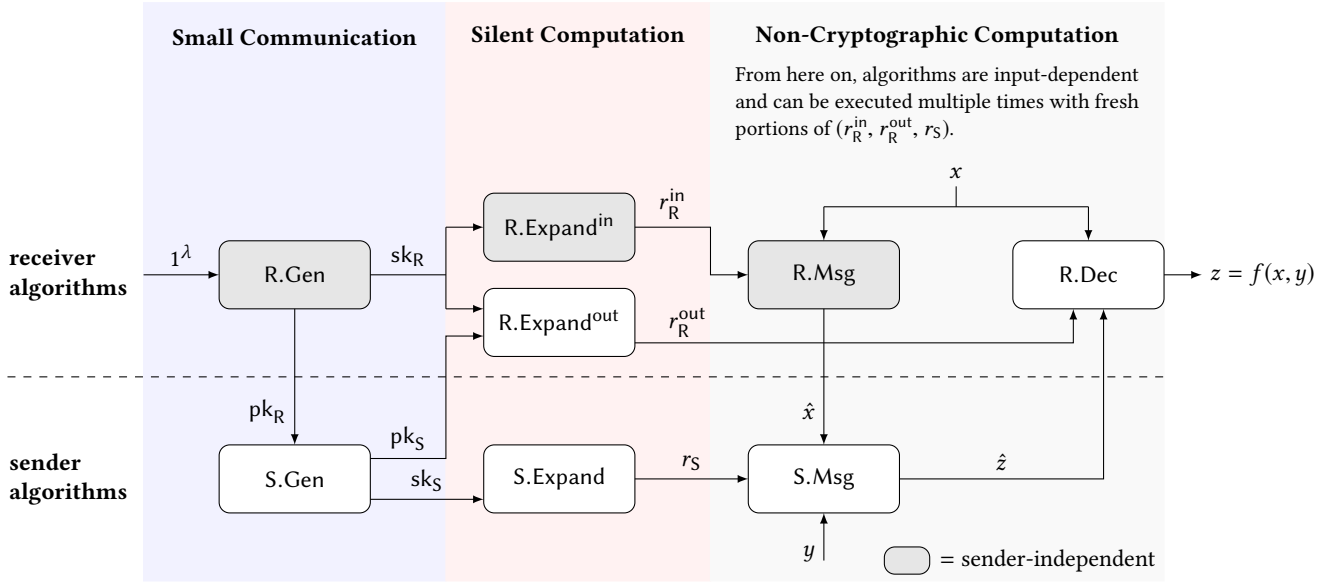 Small Communication
Silent Computation
Non-Cryptographic Computation
From here on, algorithms are input-dependent
and can be executed multiple times with fresh
portions of (r_R^in, r_R^out, r_S).
x
receiver
algorithms
1^λ
R.Gen
sk_R
R.Expand^in
r_R^in
R.Msg
R.Dec
z = f(x, y)
R.Expand^out
r_R^out
pk_R
x̂
sender
algorithms
S.Gen
pk_S
sk_S
S.Expand
r_S
S.Msg
ẑ
y
= sender-independent